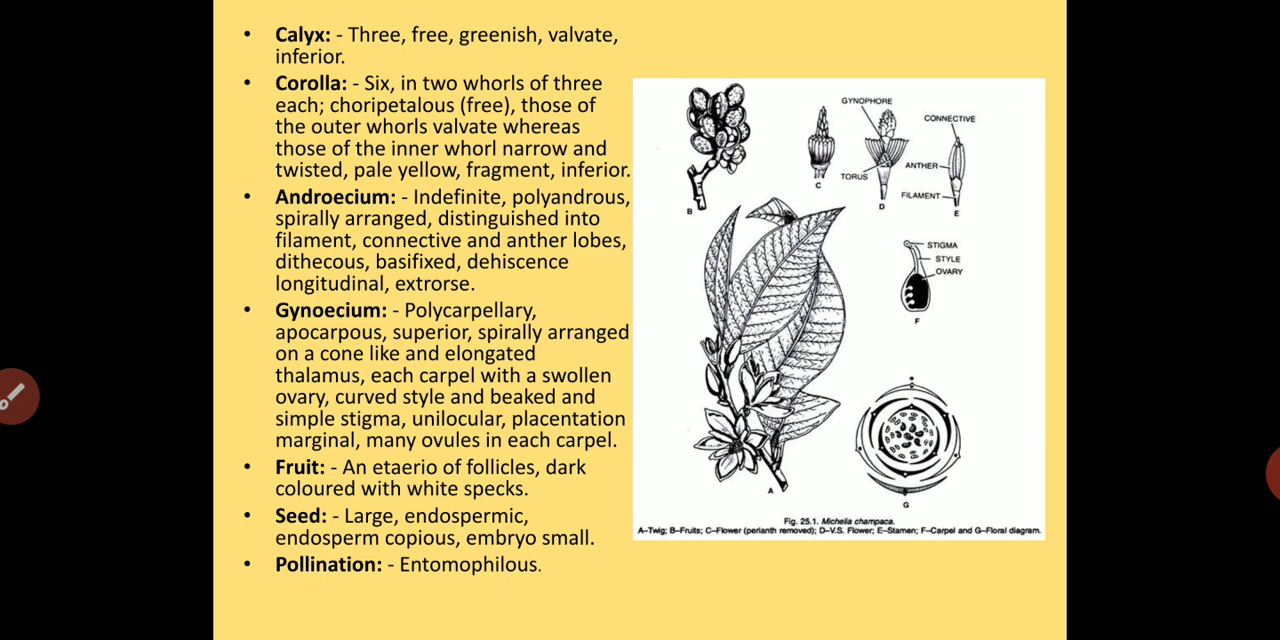 • Calyx: - Three, free, greenish, valvate,
inferior.
• Corolla: - Six, in two whorls of three
each; choripetalous (free), those of
the outer whorls valvate whereas
those of the inner whorl narrow and
twisted, pale yellow, fragment, inferior.
• Androecium: - Indefinite, polyandrous,
spirally arranged, distinguished into
filament, connective and anther lobes,
dithecous, basifixed, dehiscence
longitudinal, extrorse.
• Gynoecium: - Polycarpellary,
apocarpous, superior, spirally arranged
on a cone like and elongated
thalamus, each carpel with a swollen
ovary, curved style and beaked and
simple stigma, unilocular, placentation
marginal, many ovules in each carpel.
• Fruit: - An etaerio of follicles, dark
coloured with white specks.
• Seed: - Large, endospermic,
endosperm copious, embryo small.
• Pollination: - Entomophilous.
GYNOPHORE
CONNECTIVE
ANTHER
TORUS
FILAMENT
C
D
E
B
STIGMA
STYLE
OVARY
F
A
G
Fig. 25.1. Michelia champaca.
A–Twig; B–Fruits; C–Flower (perianth removed); D–V.S. Flower; E–Stamen; F–Carpel and G–Floral diagram.